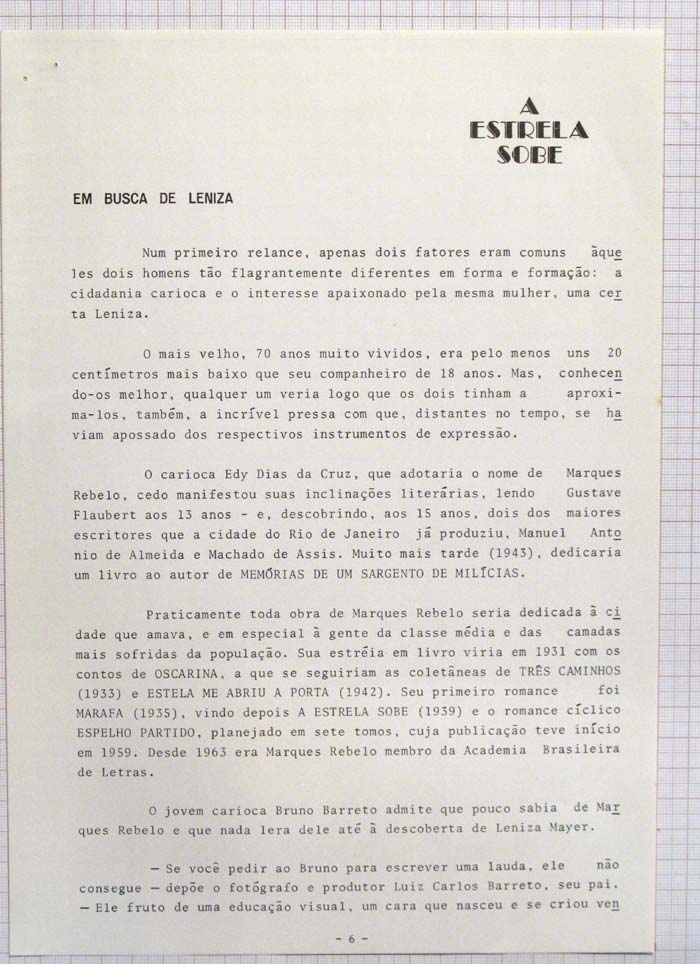 A
ESTRELA
SOBE
EM BUSCA DE LENIZA
Num primeiro relance, apenas dois fatores eram comuns àque
les dois homens tão flagrantemente diferentes em forma e formação: a
cidadania carioca e o interesse apaixonado pela mesma mulher, uma cer
ta Leniza.
O mais velho, 70 anos muito vividos, era pelo menos uns 20
centímetros mais baixo que seu companheiro de 18 anos. Mas, conhecen
do-os melhor, qualquer um veria logo que os dois tinham a aproxi-
ma-los, também, a incrível pressa com que, distantes no tempo, se ha
viam apossado dos respectivos instrumentos de expressão.
O carioca Edy Dias da Cruz, que adotaria o nome de Marques
Rebelo, cedo manifestou suas inclinações literárias, lendo Gustave
Flaubert aos 13 anos - e, descobrindo, aos 15 anos, dois dos maiores
escritores que a cidade do Rio de Janeiro já produziu, Manuel Anto
nio de Almeida e Machado de Assis. Muito mais tarde (1943), dedicaria
um livro ao autor de MEMÓRIAS DE UM SARGENTO DE MILÍCIAS.
Praticamente toda obra de Marques Rebelo seria dedicada à ci
dade que amava, e em especial à gente da classe média e das camadas
mais sofridas da população. Sua estréia em livro viria em 1931 com os
contos de OSCARINA, a que se seguiriam as coletâneas de TRÊS CAMINHOS
(1933) e ESTELA ME ABRIU A PORTA (1942). Seu primeiro romance foi
MARAFA (1935), vindo depois A ESTRELA SOBE (1939) e o romance cíclico
ESPELHO PARTIDO, planejado em sete tomos, cuja publicação teve início
em 1959. Desde 1963 era Marques Rebelo membro da Academia Brasileira
de Letras.
O jovem carioca Bruno Barreto admite que pouco sabia de Mar
ques Rebelo e que nada lera dele até à descoberta de Leniza Mayer.
— Se você pedir ao Bruno para escrever uma lauda, ele não
consegue — depõe o fotógrafo e produtor Luiz Carlos Barreto, seu pai.
— Ele fruto de uma educação visual, um cara que nasceu e se criou ven
- 6 -